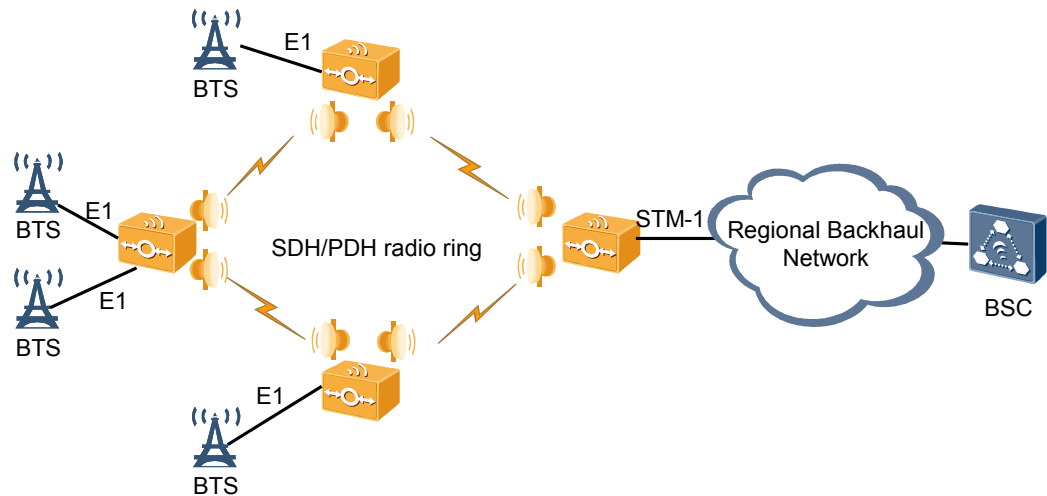 E1
BTS
E1
BTS
E1
BTS
SDH/PDH radio ring
STM-1
Regional Backhaul
Network
BSC
E1
BTS